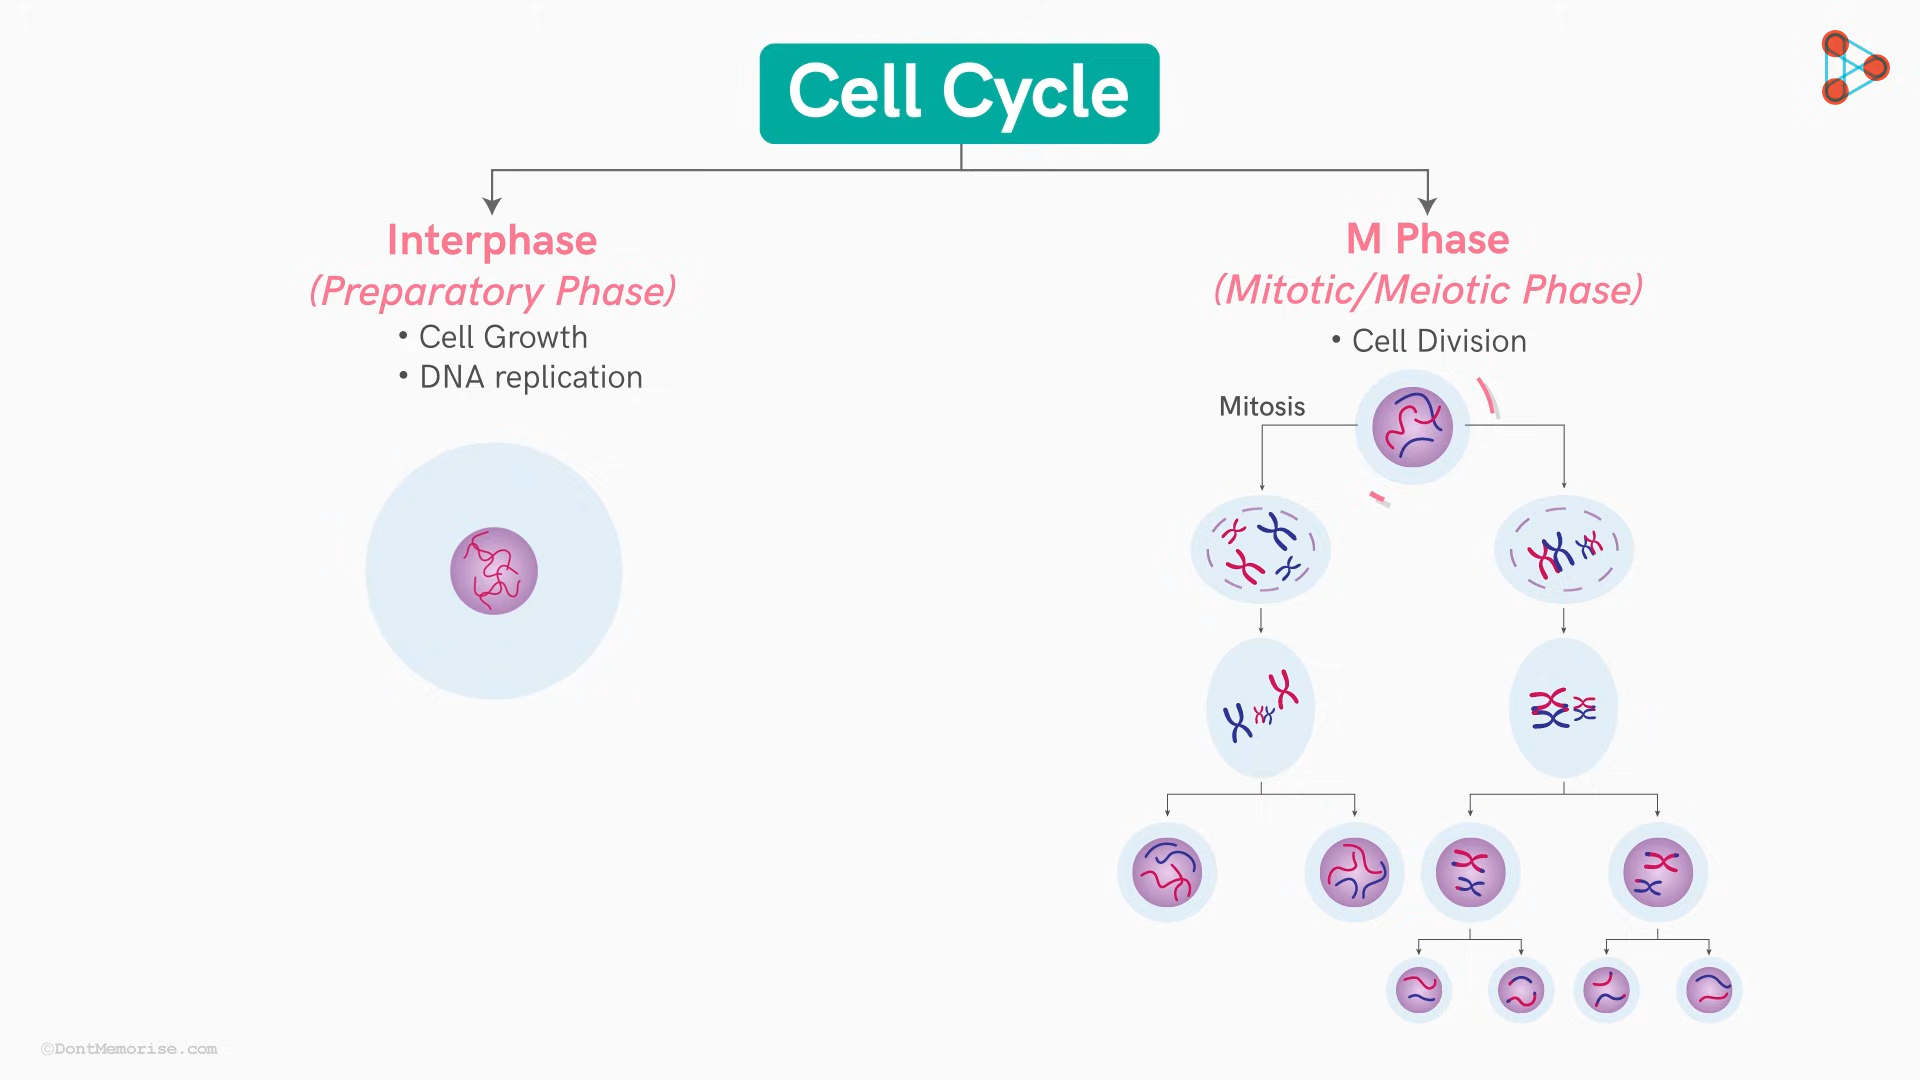 Cell Cycle
Interphase
(Preparatory Phase)
• Cell Growth
• DNA replication
M Phase
(Mitotic/Meiotic Phase)
• Cell Division
Mitosis
©DontMemorise.com